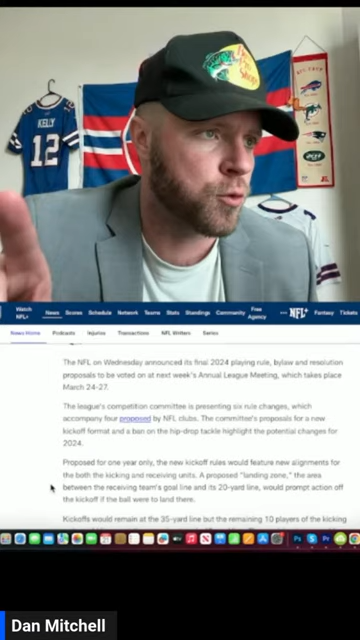 Bass Pro Shops
KELLY
12
AFC EAST
JETS
Watch NFL+ News Scores Schedule Network Teams Stats Standings Community Free Agency ••• NFL+ Fantasy Tickets
News Home Podcasts Injuries Transactions NFL Writers Series
The NFL on Wednesday announced its final 2024 playing rule, bylaw and resolution
proposals to be voted on at next week's Annual League Meeting, which takes place
March 24-27.
The league's competition committee is presenting six rule changes, which
accompany four proposed by NFL clubs. The committee's proposals for a new
kickoff format and a ban on the hip-drop tackle highlight the potential changes for
2024.
Proposed for one year only, the new kickoff rules would feature new alignments for
the both the kicking and receiving units. A proposed "landing zone," the area
between the receiving team's goal line and its 20-yard line, would prompt action off
the kickoff if the ball were to land there.
Kickoffs would remain at the 35-yard line but the remaining 10 players of the kicking
Dan Mitchell